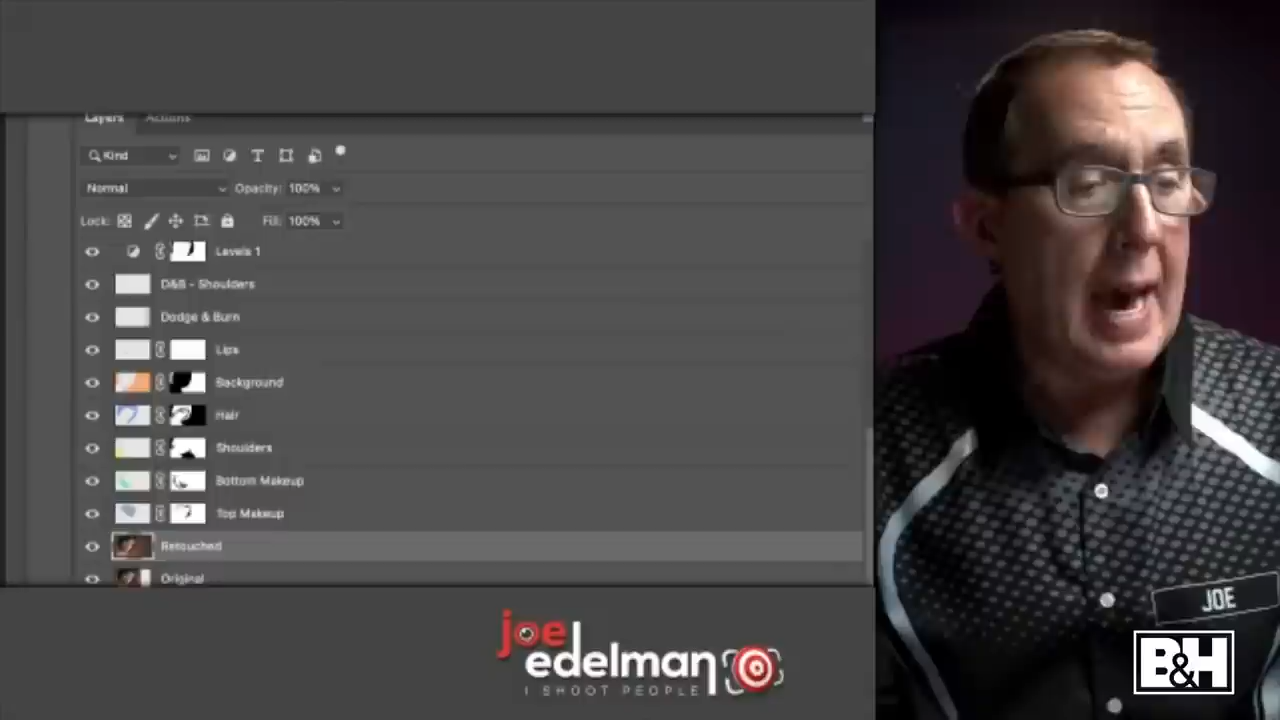 Layers Actions
Kind
Normal Opacity: 100%
Lock: Fill: 100%
Levels 1
D&B - Shoulders
Dodge & Burn
Lips
Background
Hair
Shoulders
Bottom Makeup
Top Makeup
Retouched
Original
joe
edelman
I SHOOT PEOPLE
JOE
B&H